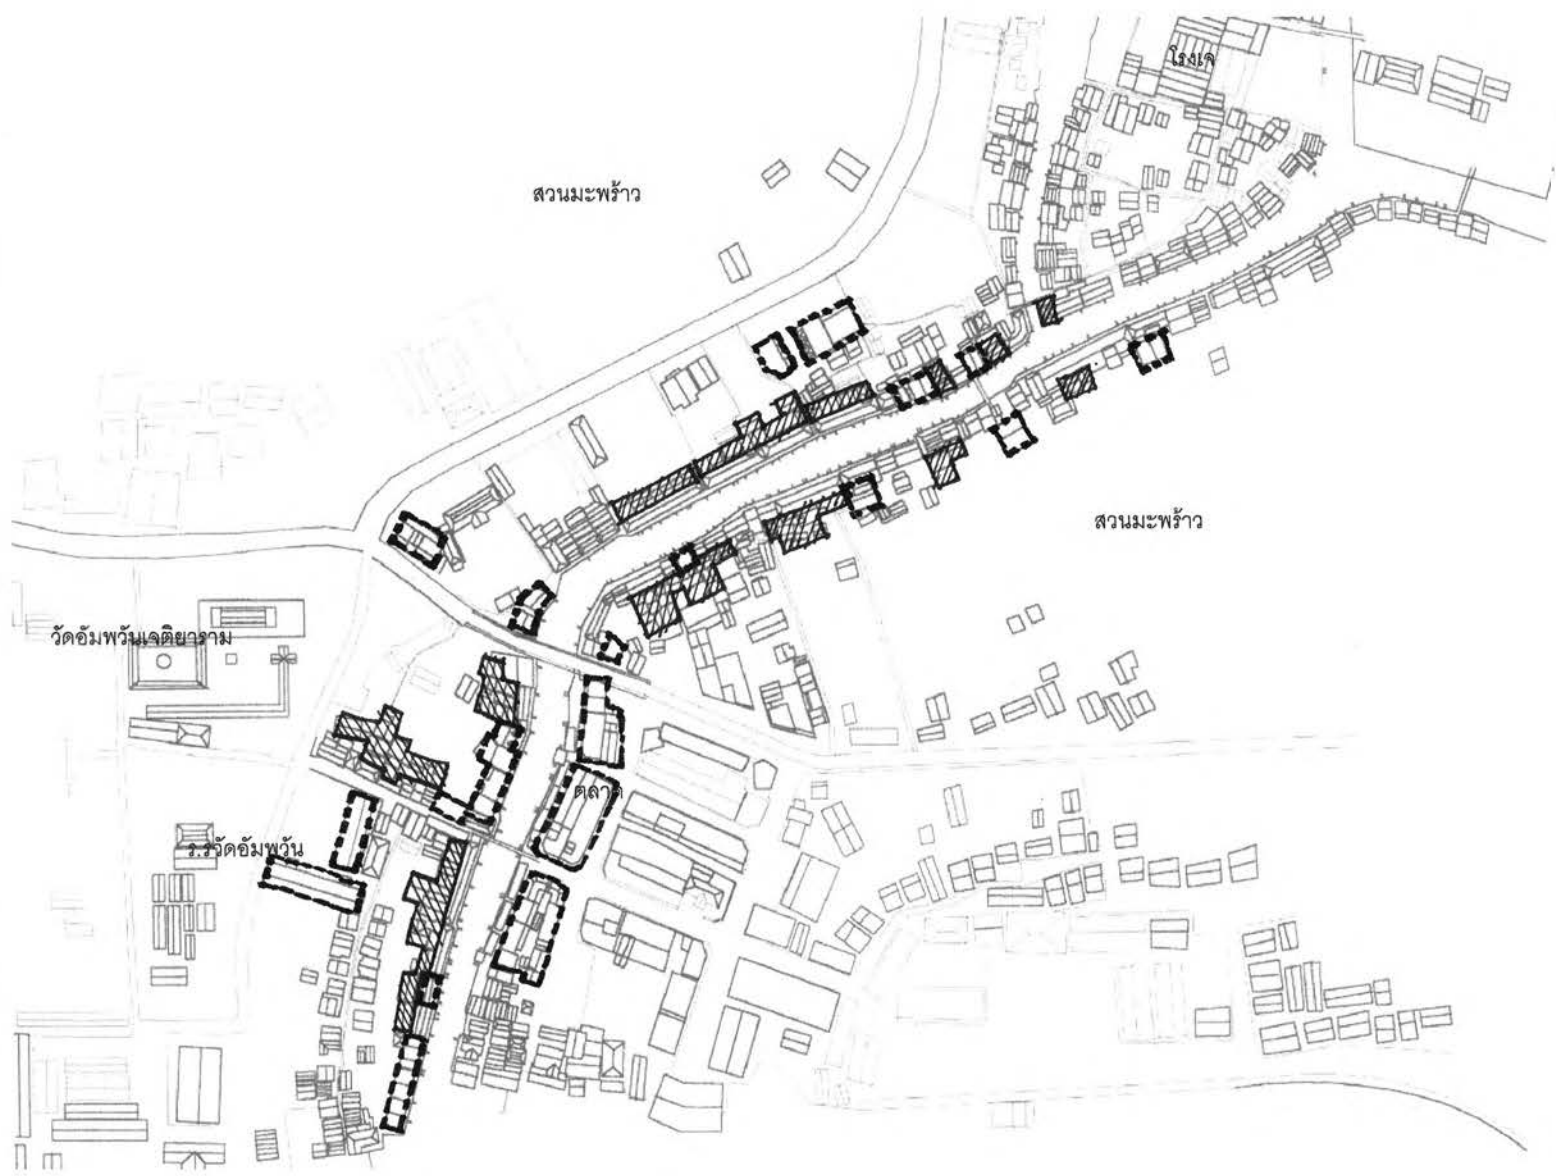 โรงเจ
สวนมะพร้าว
สวนมะพร้าว
วัดอัมพวันเจติยาราม
ตลาด
ร.รวัดอัมพวัน